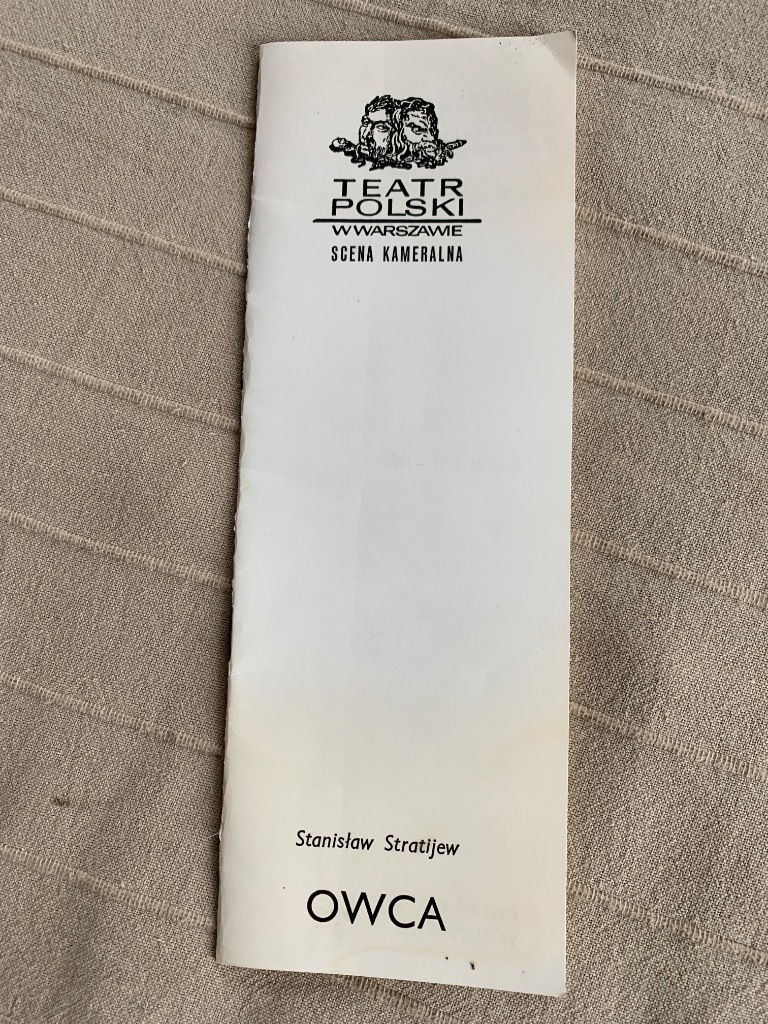 TEATR
POLSKI
W WARSZAWIE
SCENA KAMERALNA
Stanisław Stratijew
OWCA